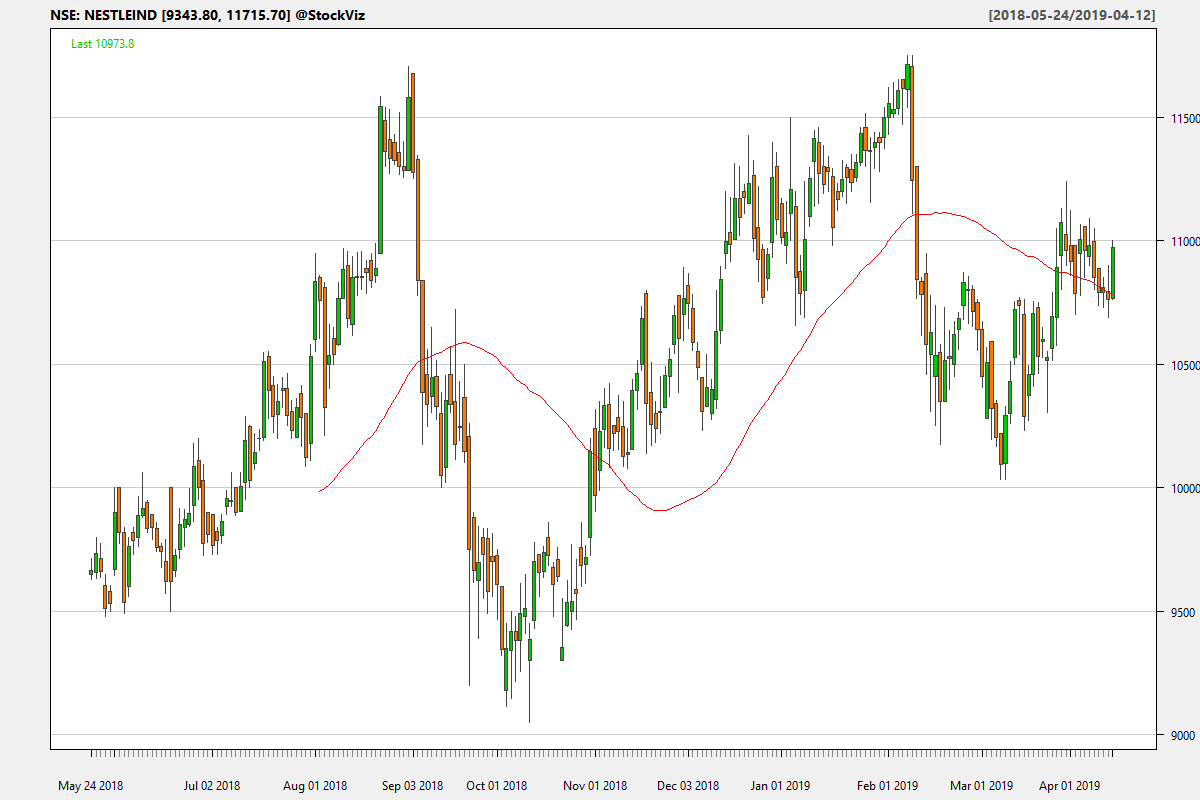 NSE: NESTLEIND [9343.80, 11715.70] @StockViz
[2018-05-24/2019-04-12]
Last 10973.8
11500
11000
10500
10000
9500
9000
May 24 2018 Jul 02 2018 Aug 01 2018 Sep 03 2018 Oct 01 2018 Nov 01 2018 Dec 03 2018 Jan 01 2019 Feb 01 2019 Mar 01 2019 Apr 01 2019